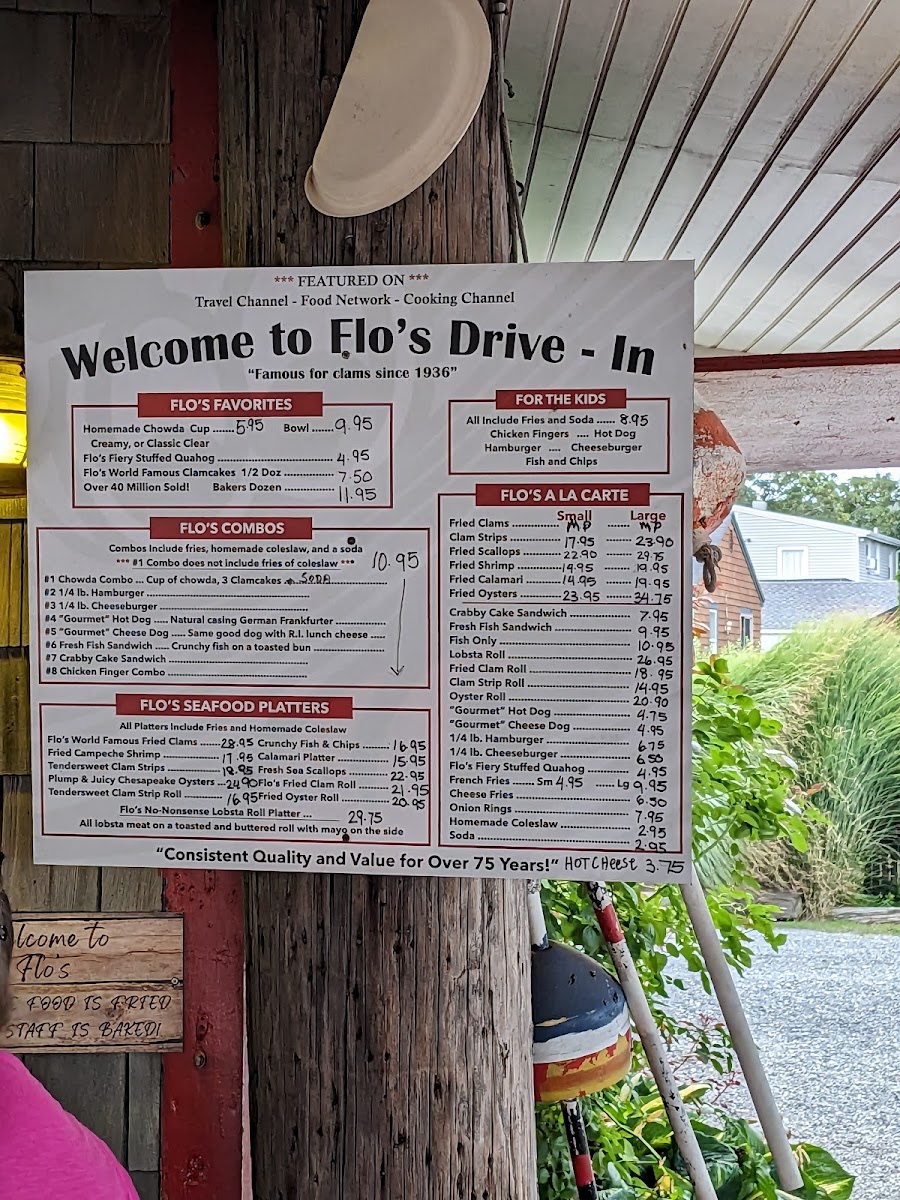 *** FEATURED ON ***
Travel Channel - Food Network - Cooking Channel
Welcome to Flo's Drive - In
"Famous for clams since 1936"
FLO'S FAVORITES
Homemade Chowda Cup .......5.95 Bowl .......9.95
Creamy, or Classic Clear
Flo's Fiery Stuffed Quahog .......... 4.95
Flo's World Famous Clamcakes 1/2 Doz .......... 7.50
Over 40 Million Sold! Bakers Dozen .......... 11.95
FOR THE KIDS
All Include Fries and Soda ...... 8.95
Chicken Fingers .... Hot Dog
Hamburger .... Cheeseburger
Fish and Chips
FLO'S COMBOS
Combos include fries, homemade coleslaw, and a soda
*** #1 Combo does not include fries of coleslaw *** 10.95
#1 Chowda Combo ... Cup of chowda, 3 Clamcakes + SODA
#2 1/4 lb. Hamburger
#3 1/4 lb. Cheeseburger
#4 "Gourmet" Hot Dog .... Natural casing German Frankfurter
#5 "Gourmet" Cheese Dog ..... Same good dog with R.I. lunch cheese .....
#6 Fresh Fish Sandwich ..... Crunchy fish on a toasted bun
#7 Crabby Cake Sandwich
#8 Chicken Finger Combo
FLO'S SEAFOOD PLATTERS
All Platters Include Fries and Homemade Coleslaw
Flo's World Famous Fried Clams .......28.95
Fried Campeche Shrimp .......... 17.95
Tendersweet Clam Strips .......... 18.95
Plump & Juicy Chesapeake Oysters ...24.90
Tendersweet Clam Strip Roll .......... 16.95
Crunchy Fish & Chips ........ 16.95
Calamari Platter .......... 15.95
Fresh Sea Scallops .......... 22.95
Flo's Fried Clam Roll .......... 21.95
Fried Oyster Roll .......... 20.95
Flo's No-Nonsense Lobsta Roll Platter ... 29.75
All lobsta meat on a toasted and buttered roll with mayo on the side
FLO'S A LA CARTE
Small Large
Fried Clams .......... MP ...... MP
Clam Strips .......... 17.95 ...... 23.90
Fried Scallops .......... 22.90 ...... 29.75
Fried Shrimp .......... 14.95 ...... 19.95
Fried Calamari .......... 14.95 ...... 19.95
Fried Oysters .......... 23.95 ...... 34.75
Crabby Cake Sandwich .......... 7.95
Fresh Fish Sandwich .......... 9.95
Fish Only .......... 10.95
Lobsta Roll .......... 26.95
Fried Clam Roll .......... 18.95
Clam Strip Roll .......... 14.95
Oyster Roll .......... 20.90
"Gourmet" Hot Dog .......... 4.75
"Gourmet" Cheese Dog .......... 4.95
1/4 lb. Hamburger .......... 6.75
1/4 lb. Cheeseburger .......... 6.50
Flo's Fiery Stuffed Quahog .......... 4.95
French Fries ..... Sm 4.95 ..... Lg 9.95
Cheese Fries .......... 6.50
Onion Rings .......... 7.95
Homemade Coleslaw .......... 2.95
Soda .......... 2.95
"Consistent Quality and Value for Over 75 Years!" HOT CHEESE 3.75
lcome to
Flo's
FOOD IS FRIED
STAFF IS BAKED!